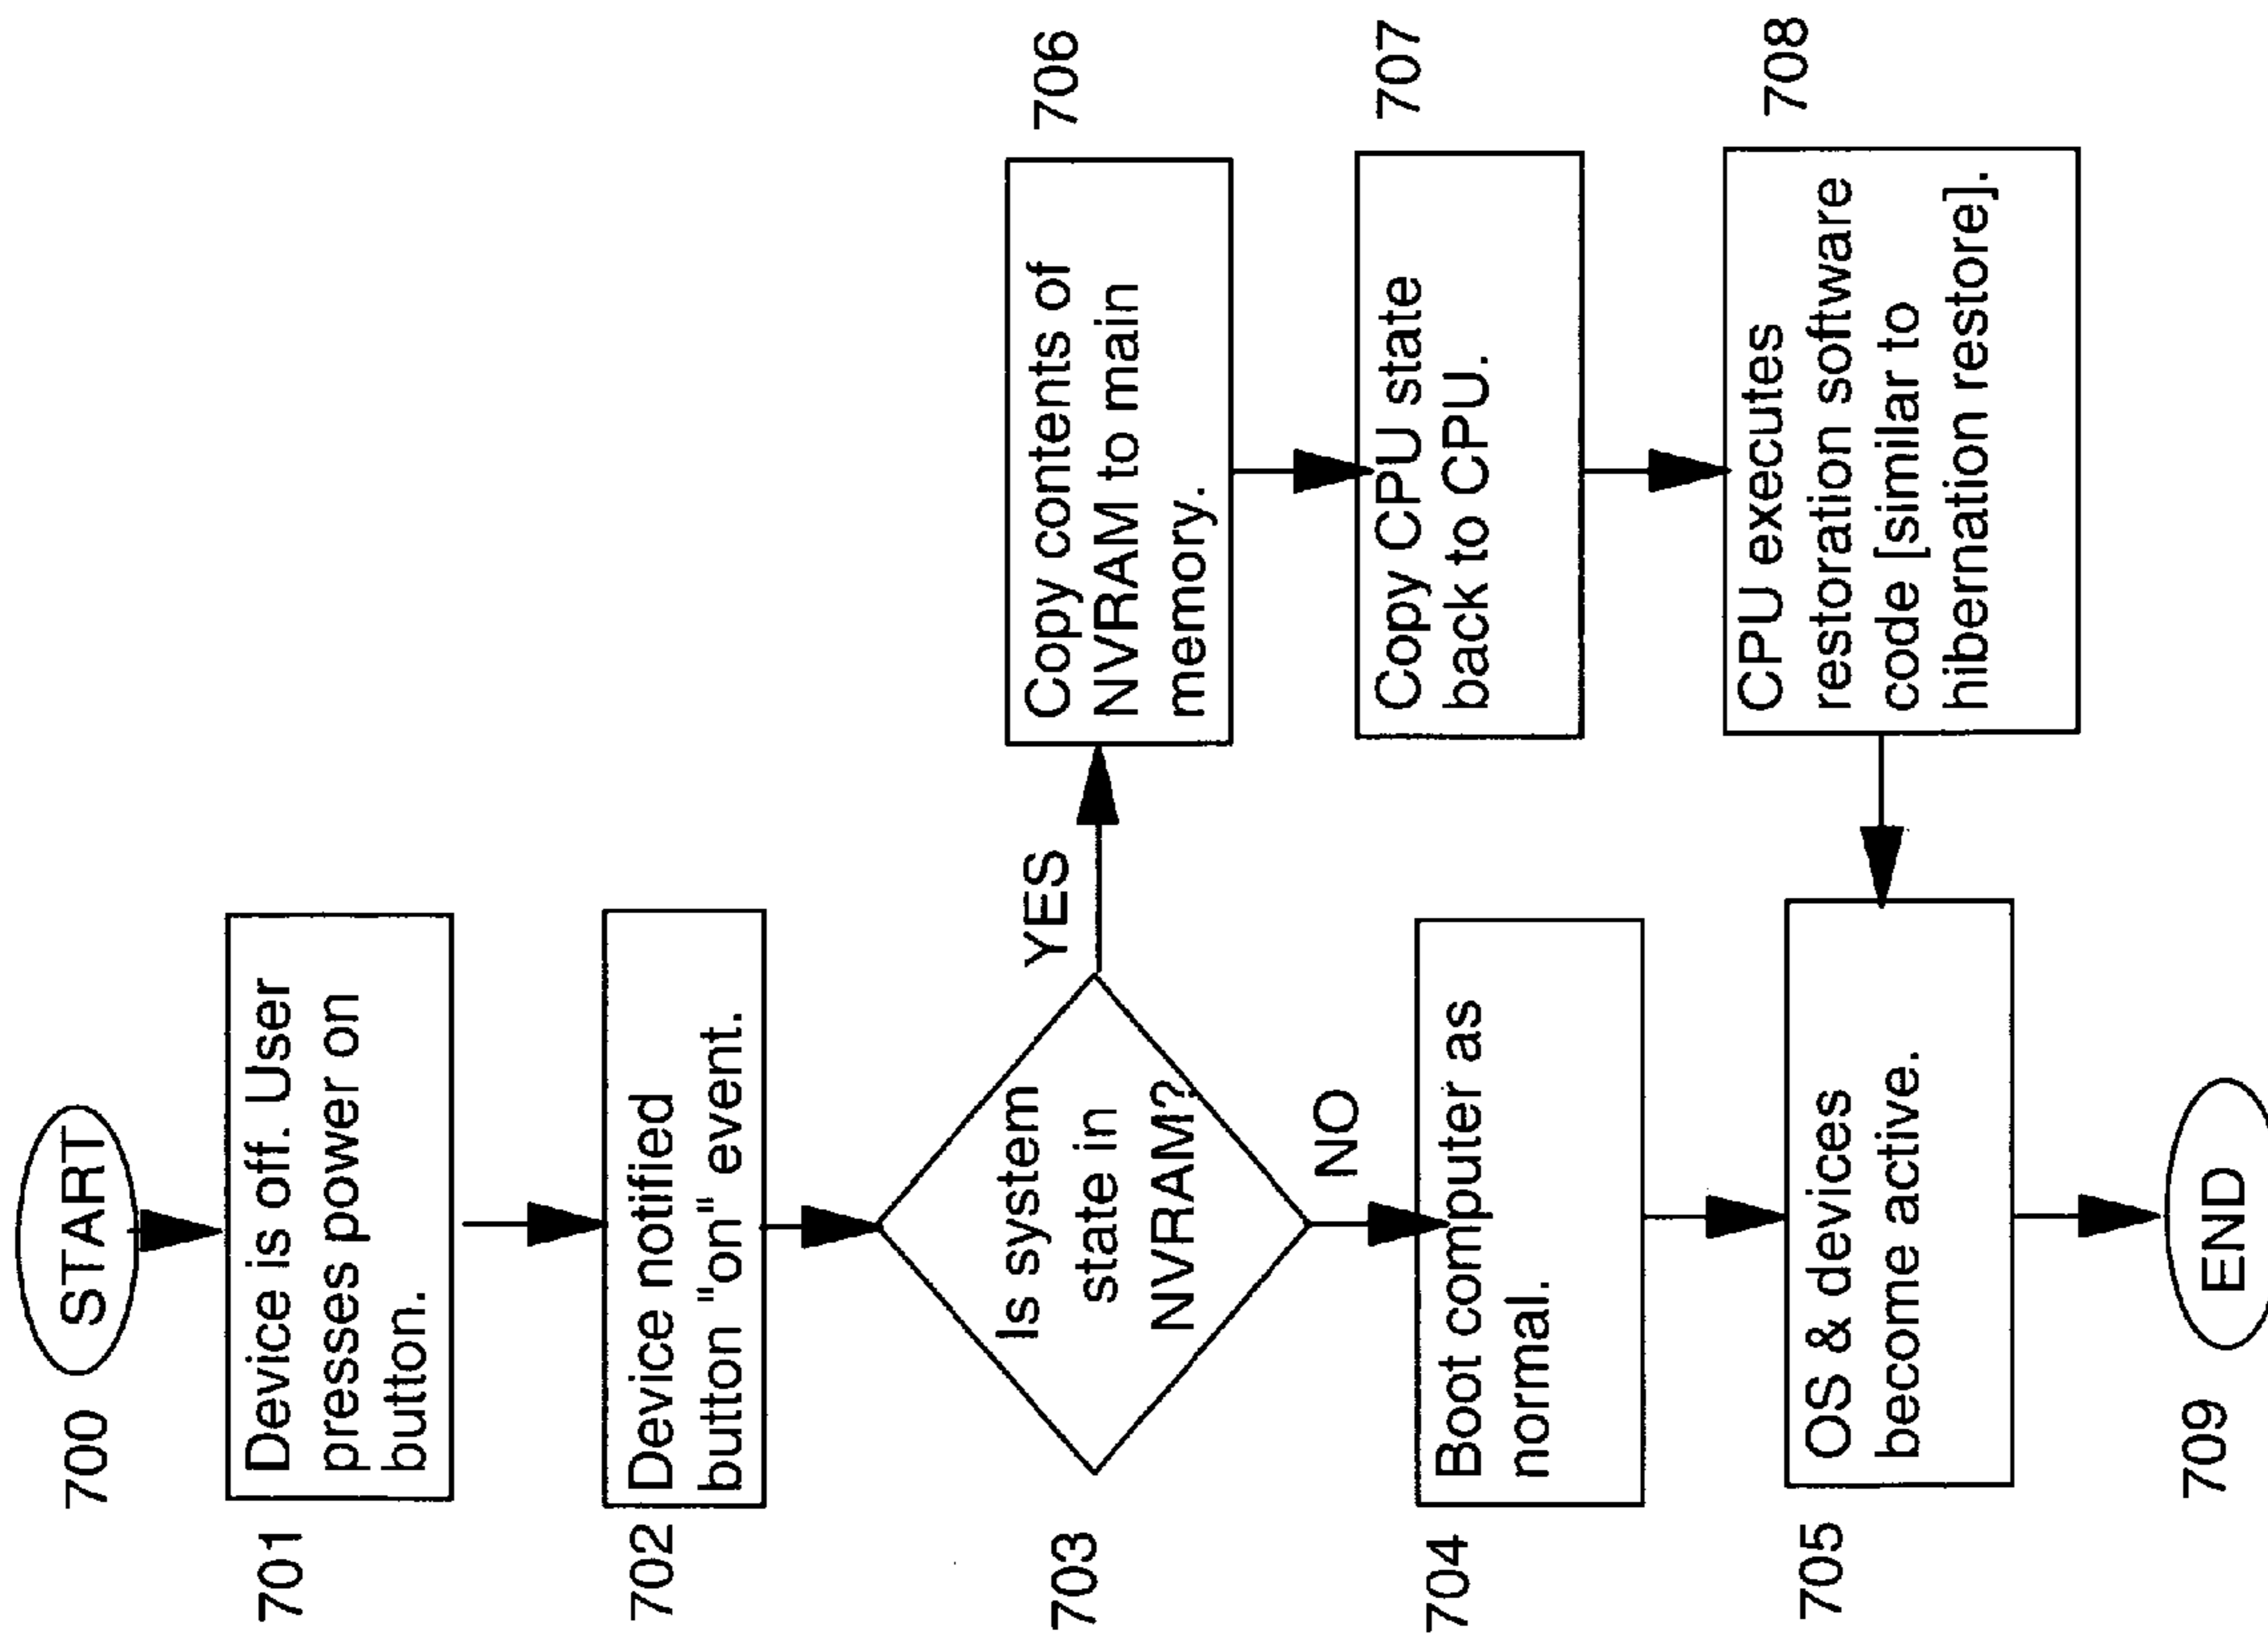 700
START
701
Device is off. User
presses power on
button.
702
Device notified
button "on" event.
703
Is system
state in
NVRAM?
YES
NO
706
Copy contents of
NVRAM to main
memory.
707
Copy CPU state
back to CPU.
708
CPU executes
restoration software
code [similar to
hibernation restore].
704
Boot computer as
normal.
705
OS & devices
become active.
709
END